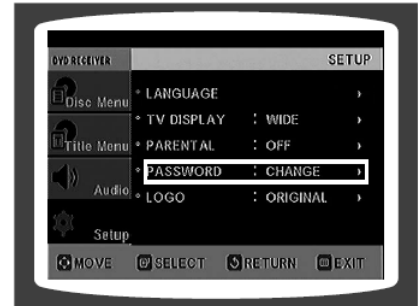 DVD RECEIVER SETUP
Disc Menu
LANGUAGE
TV DISPLAY : WIDE
Title Menu
PARENTAL : OFF
PASSWORD : CHANGE
Audio
LOGO : ORIGINAL
Setup
MOVE SELECT RETURN EXIT